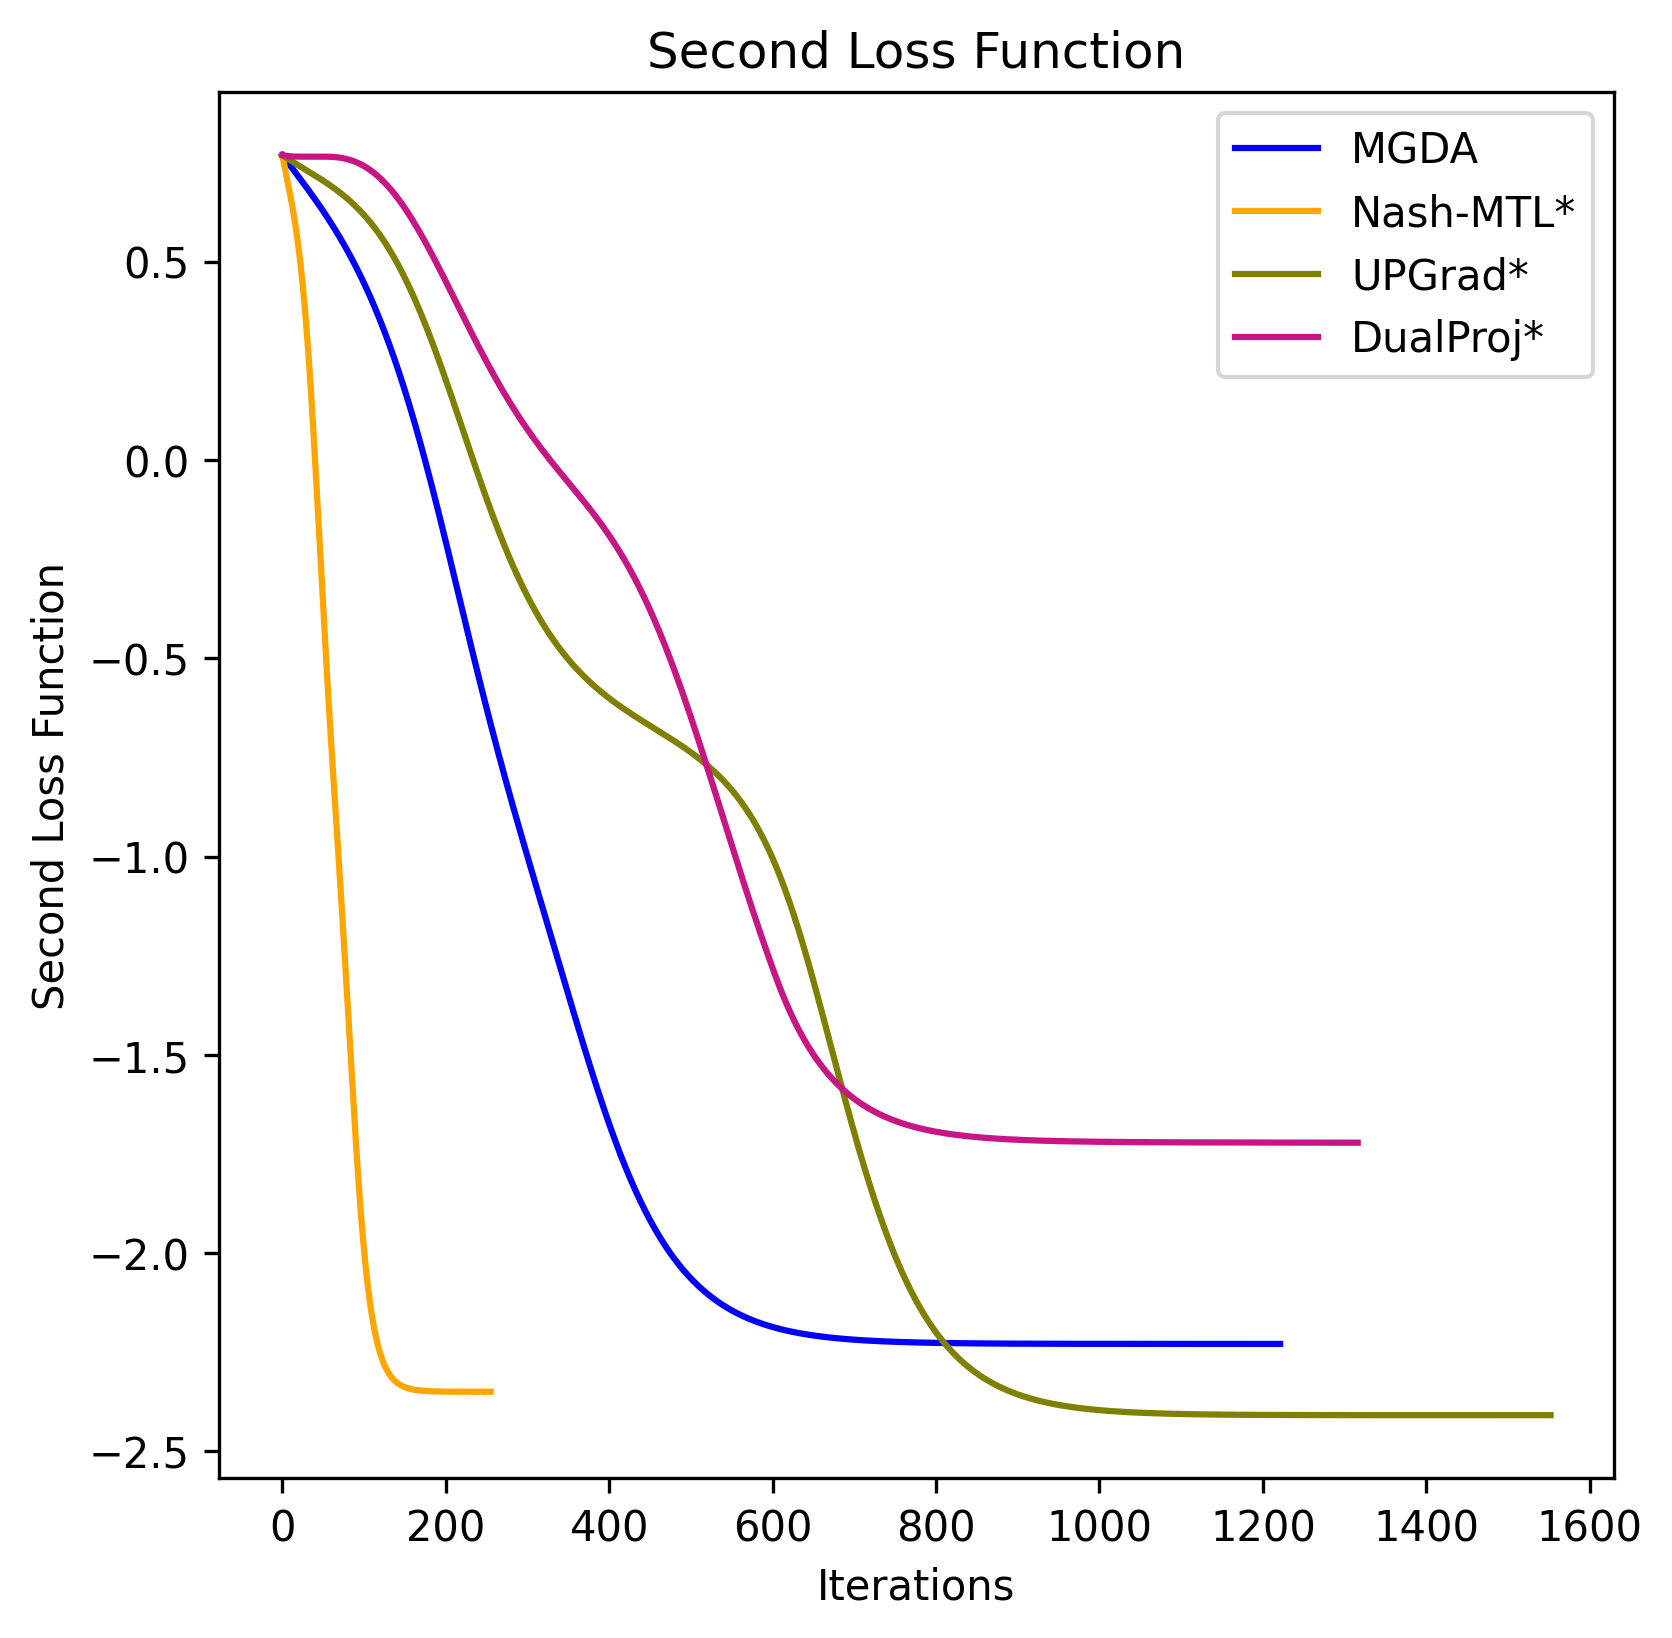 Second Loss Function
MGDA
Nash-MTL*
UPGrad*
DualProj*
Second Loss Function
0.5
0.0
−0.5
−1.0
−1.5
−2.0
−2.5
0 200 400 600 800 1000 1200 1400 1600
Iterations